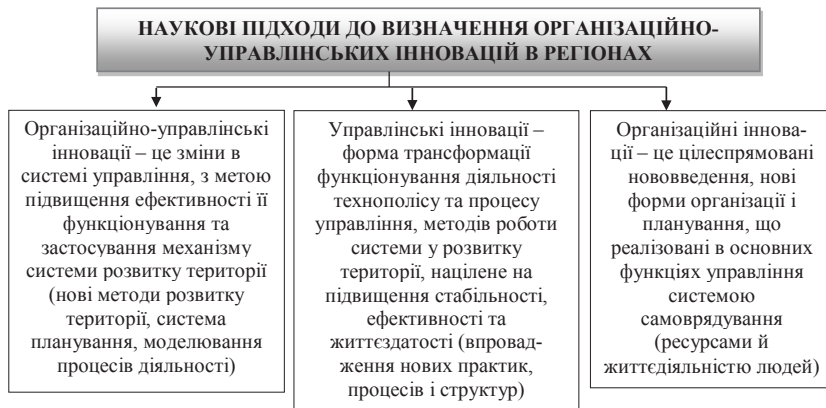 НАУКОВІ ПІДХОДИ ДО ВИЗНАЧЕННЯ ОРГАНІЗАЦІЙНО-
УПРАВЛІНСЬКИХ ІННОВАЦІЙ В РЕГІОНАХ
Організаційно-управлінські
інновації – це зміни в
системі управління, з метою
підвищення ефективності її
функціонування та
застосування механізму
системи розвитку території
(нові методи розвитку
території, система
планування, моделювання
процесів діяльності)
Управлінські інновації –
форма трансформації
функціонування діяльності
технополісу та процесу
управління, методів роботи
системи у розвитку
території, націлене на
підвищення стабільності,
ефективності та
життєздатості (впровад-
ження нових практик,
процесів і структур)
Організаційні іннова-
ції – це цілеспрямовані
нововведення, нові
форми організації і
планування, що
реалізовані в основних
функціях управління
системою
самоврядування
(ресурсами й
життєдіяльністю людей)